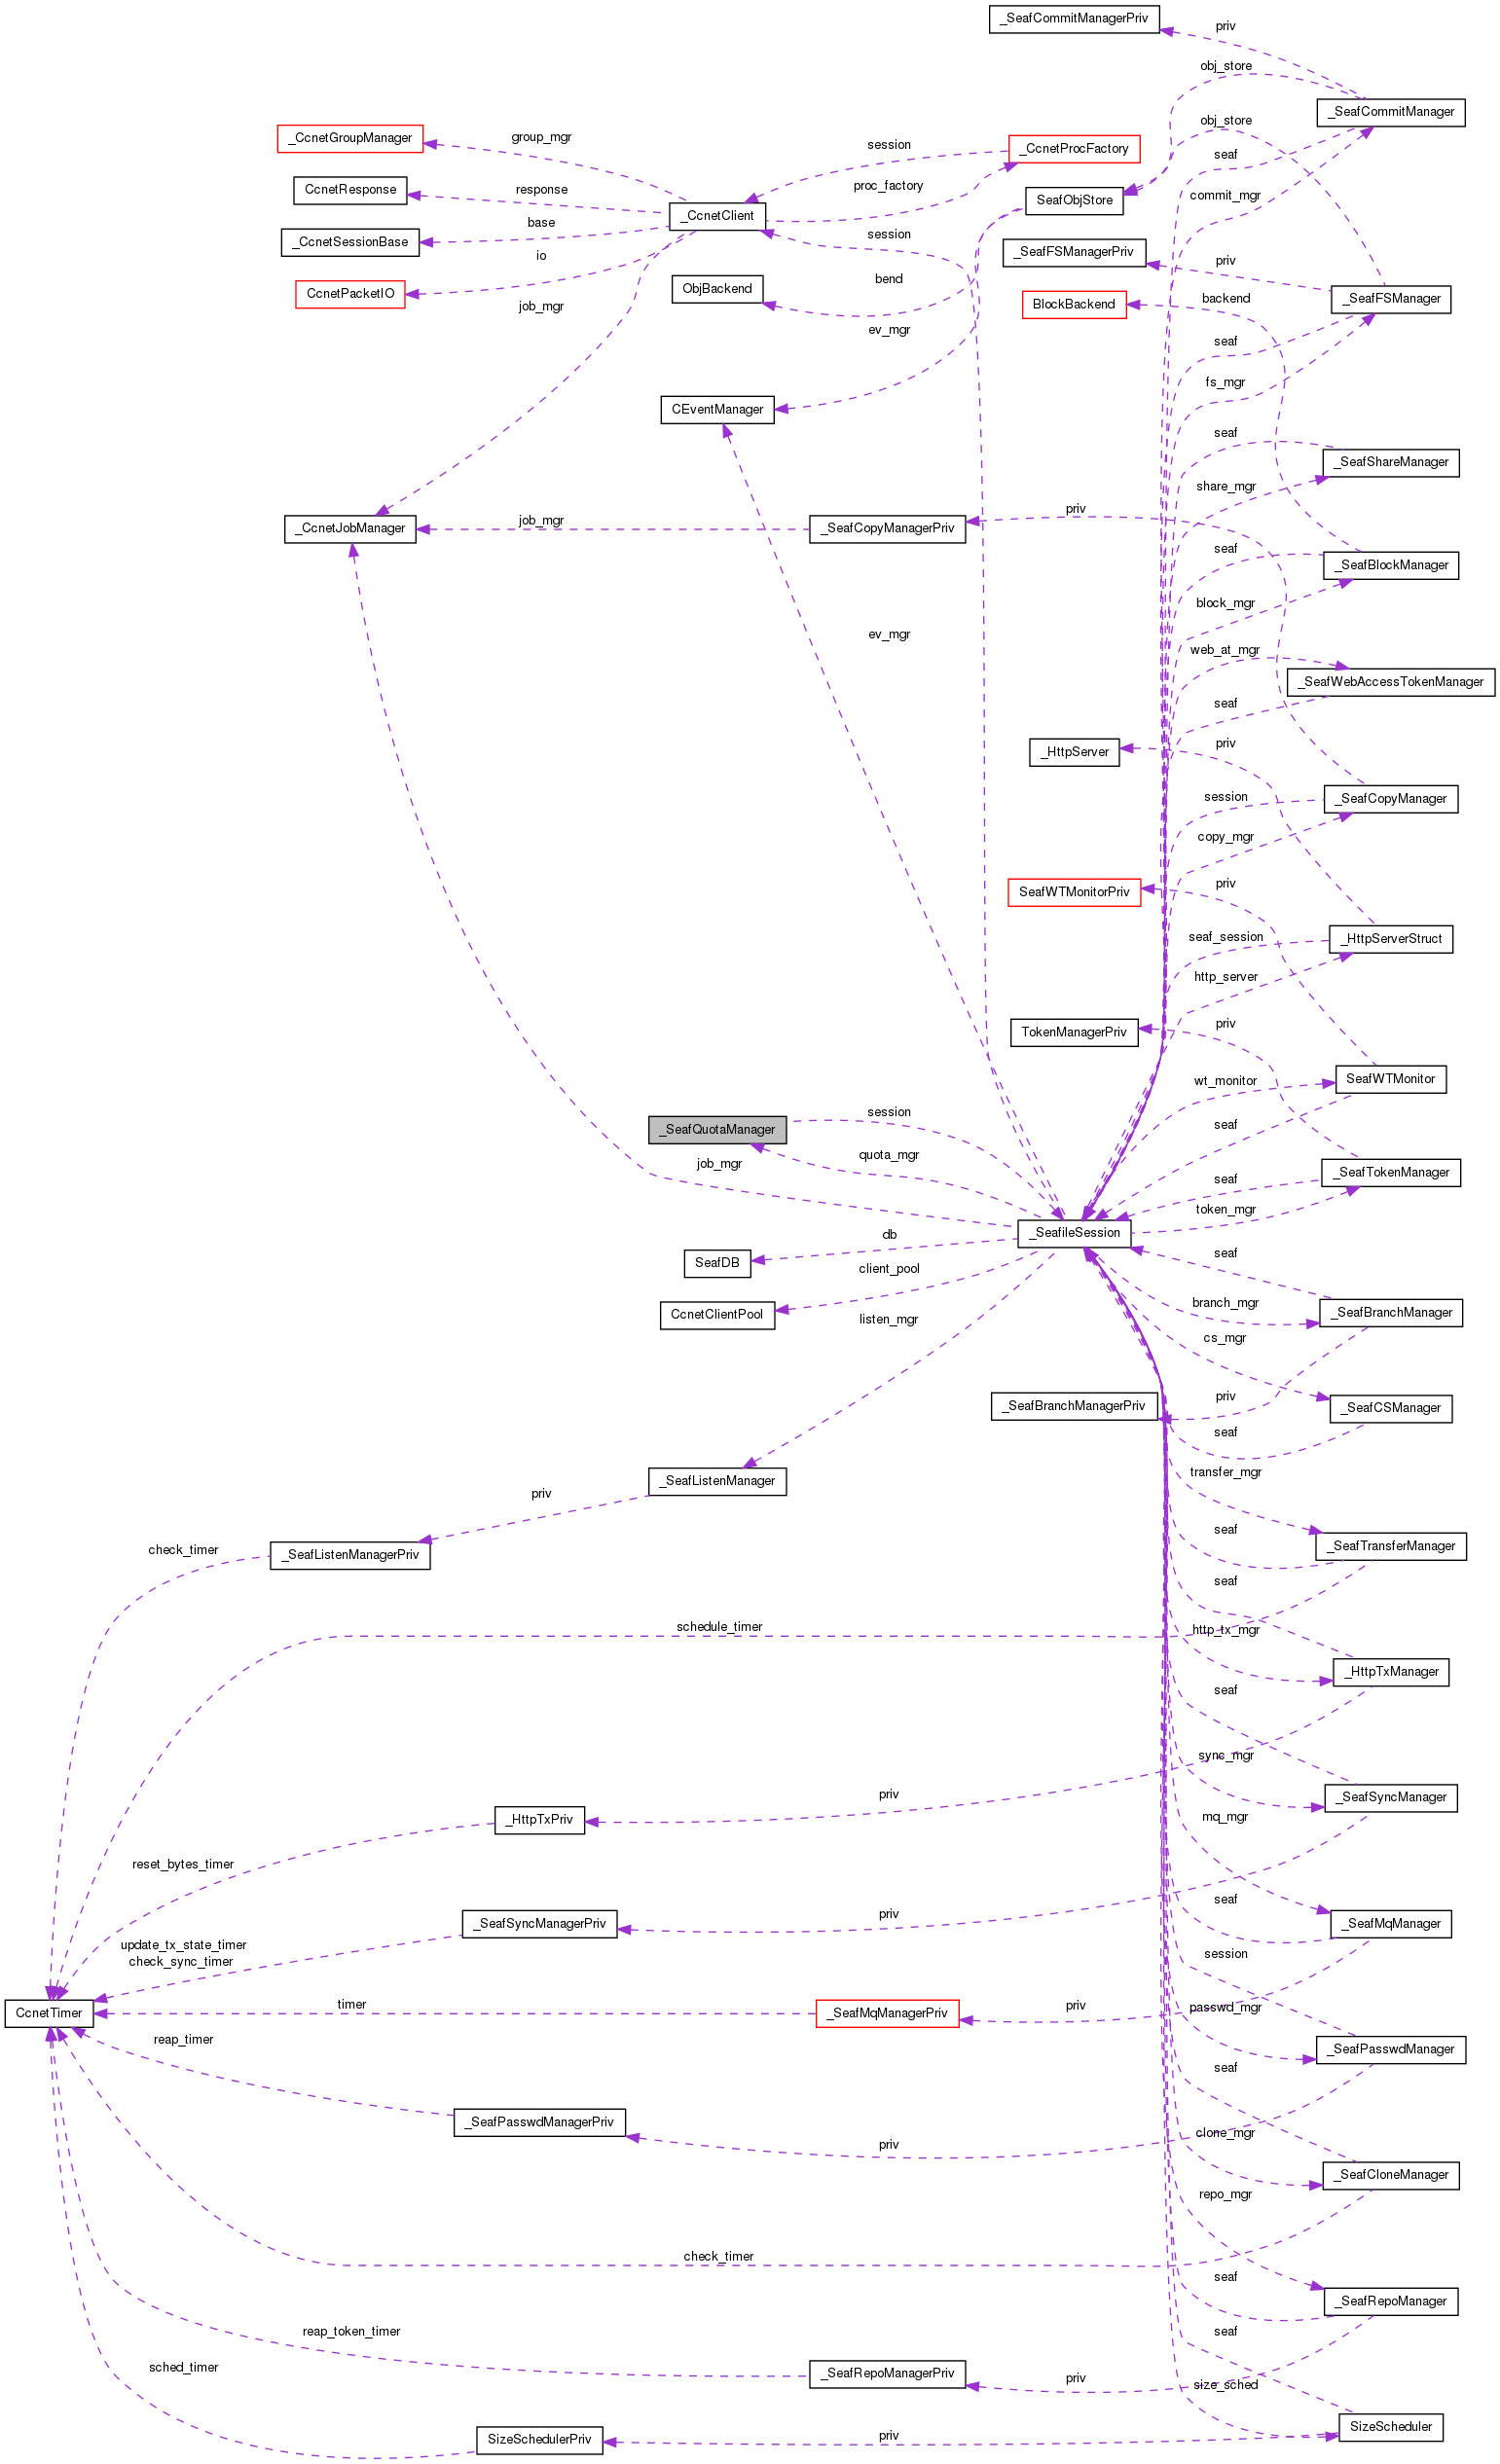 _SeafCommitManagerPriv
priv
obj_store
_SeafCommitManager
_CcnetGroupManager
group_mgr
session
_CcnetProcFactory
obj_store
seaf
CcnetResponse
response
proc_factory
SeafObjStore
commit_mgr
_CcnetClient
base
_CcnetSessionBase
session
_SeafFSManagerPriv
io
priv
CcnetPacketIO
ObjBackend
bend
BlockBackend
backend
_SeafFSManager
job_mgr
ev_mgr
seaf
fs_mgr
CEventManager
seaf
_SeafShareManager
share_mgr
_CcnetJobManager
job_mgr
_SeafCopyManagerPriv
priv
seaf
_SeafBlockManager
block_mgr
ev_mgr
web_at_mgr
_SeafWebAccessTokenManager
seaf
_HttpServer
priv
session
_SeafCopyManager
copy_mgr
SeafWTMonitorPriv
priv
seaf_session
_HttpServerStruct
http_server
TokenManagerPriv
priv
wt_monitor
SeafWTMonitor
_SeafQuotaManager
session
seaf
quota_mgr
job_mgr
seaf
_SeafTokenManager
token_mgr
_SeafileSession
db
SeafDB
client_pool
seaf
CcnetClientPool
listen_mgr
branch_mgr
_SeafBranchManager
cs_mgr
_SeafBranchManagerPriv
priv
_SeafCSManager
seaf
_SeafListenManager
transfer_mgr
priv
_SeafListenManagerPriv
check_timer
seaf
_SeafTransferManager
seaf
schedule_timer
http_tx_mgr
_HttpTxManager
seaf
sync_mgr
_SeafSyncManager
priv
_HttpTxPriv
mq_mgr
reset_bytes_timer
seaf
priv
_SeafSyncManagerPriv
_SeafMqManager
update_tx_state_timer
check_sync_timer
session
CcnetTimer
timer
_SeafMqManagerPriv
priv
passwd_mgr
reap_timer
_SeafPasswdManager
seaf
_SeafPasswdManagerPriv
priv
clone_mgr
_SeafCloneManager
repo_mgr
check_timer
seaf
_SeafRepoManager
reap_token_timer
seaf
sched_timer
_SeafRepoManagerPriv
priv
size_sched
SizeScheduler
SizeSchedulerPriv
priv